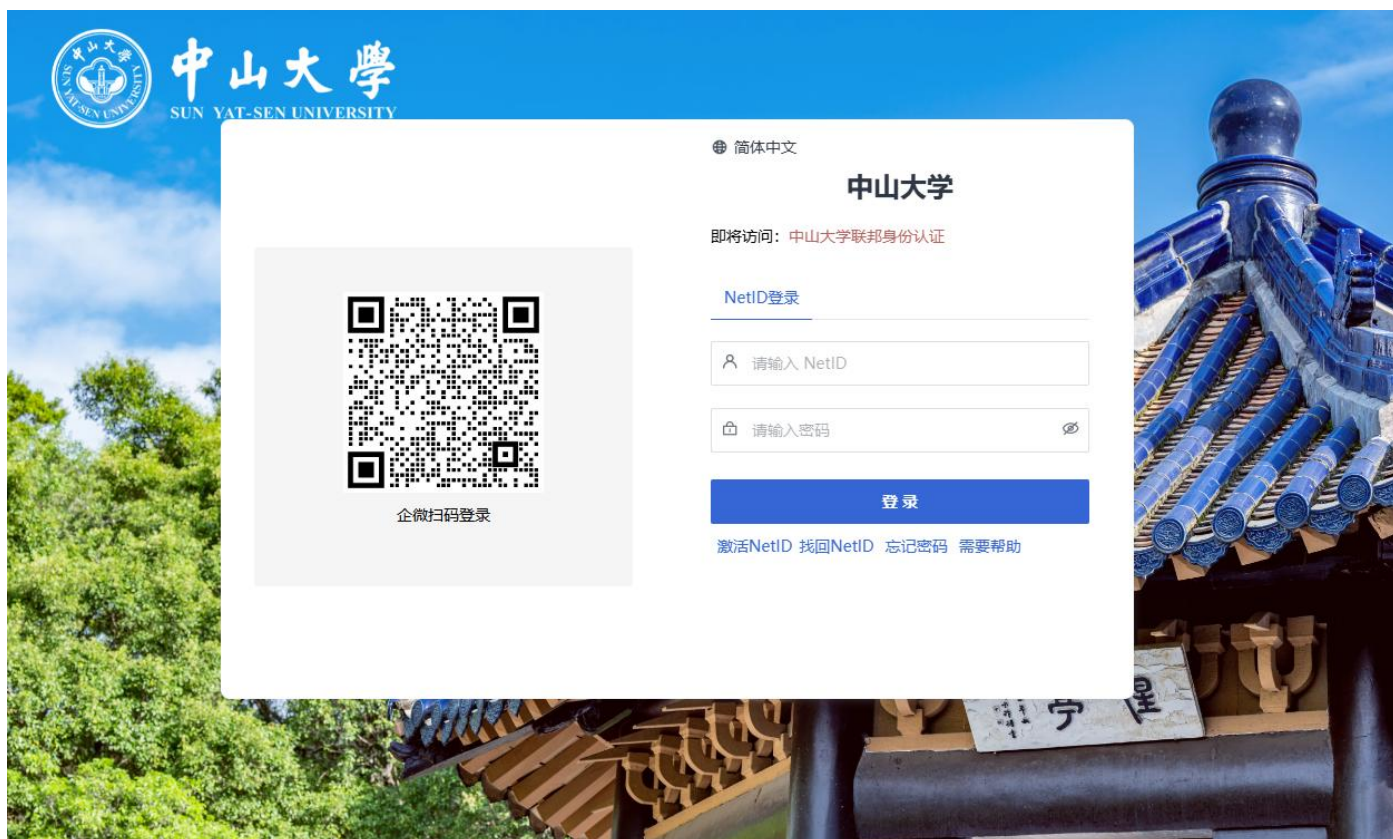 中山大學
SUN YAT-SEN UNIVERSITY
简体中文
中山大学
即将访问：中山大学联邦身份认证
NetID登录
请输入 NetID
请输入密码
登 录
激活NetID 找回NetID 忘记密码 需要帮助
企微扫码登录
亭